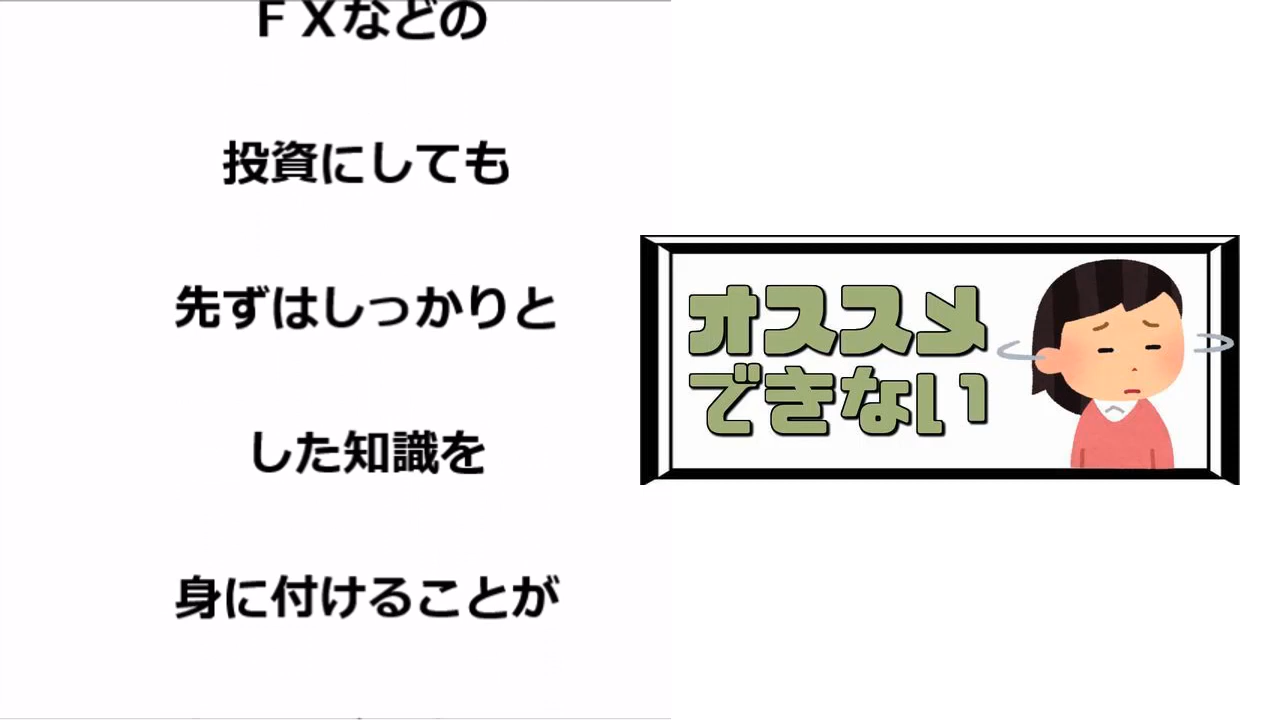 ＦＸなどの
投資にしても
先ずはしっかりと
した知識を
身に付けることが
オススメ
できない